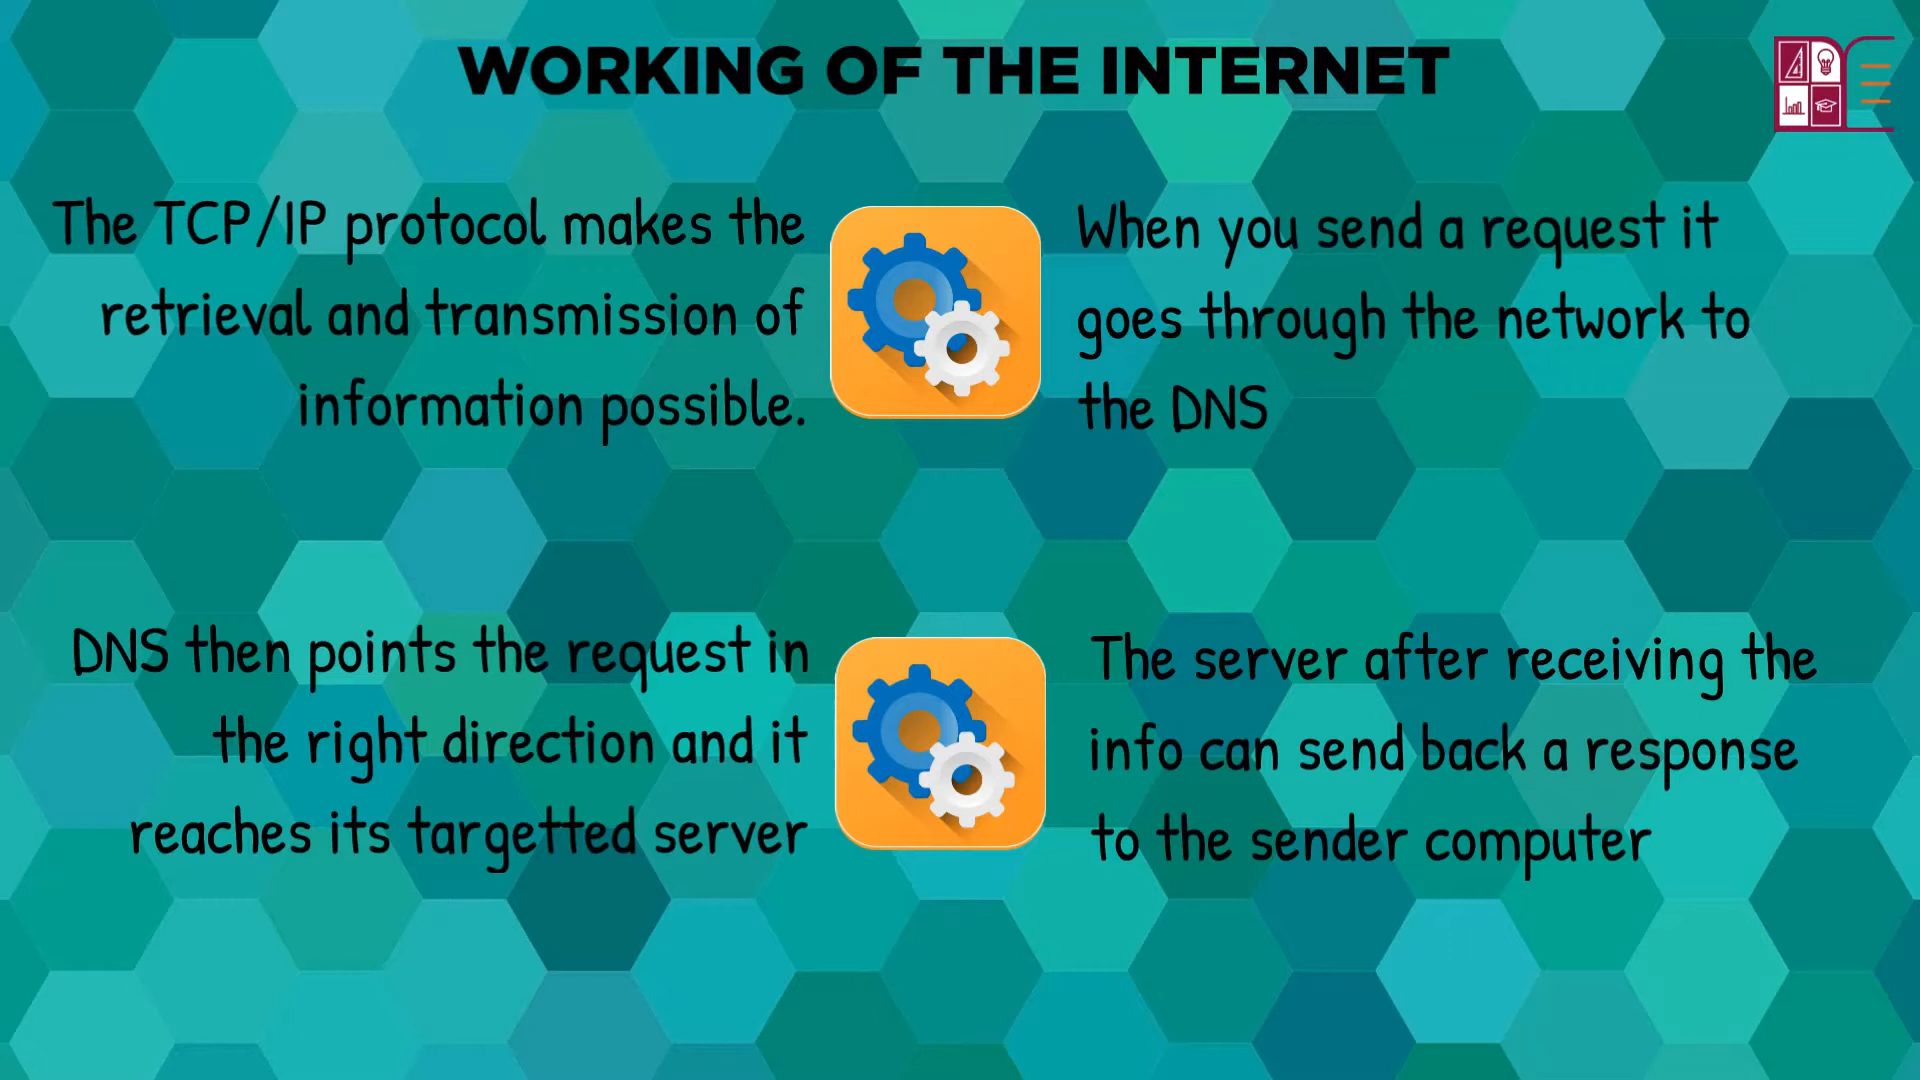 WORKING OF THE INTERNET
The TCP/IP protocol makes the
retrieval and transmission of
information possible.
When you send a request it
goes through the network to
the DNS
DNS then points the request in
the right direction and it
reaches its targetted server
The server after receiving the
info can send back a response
to the sender computer